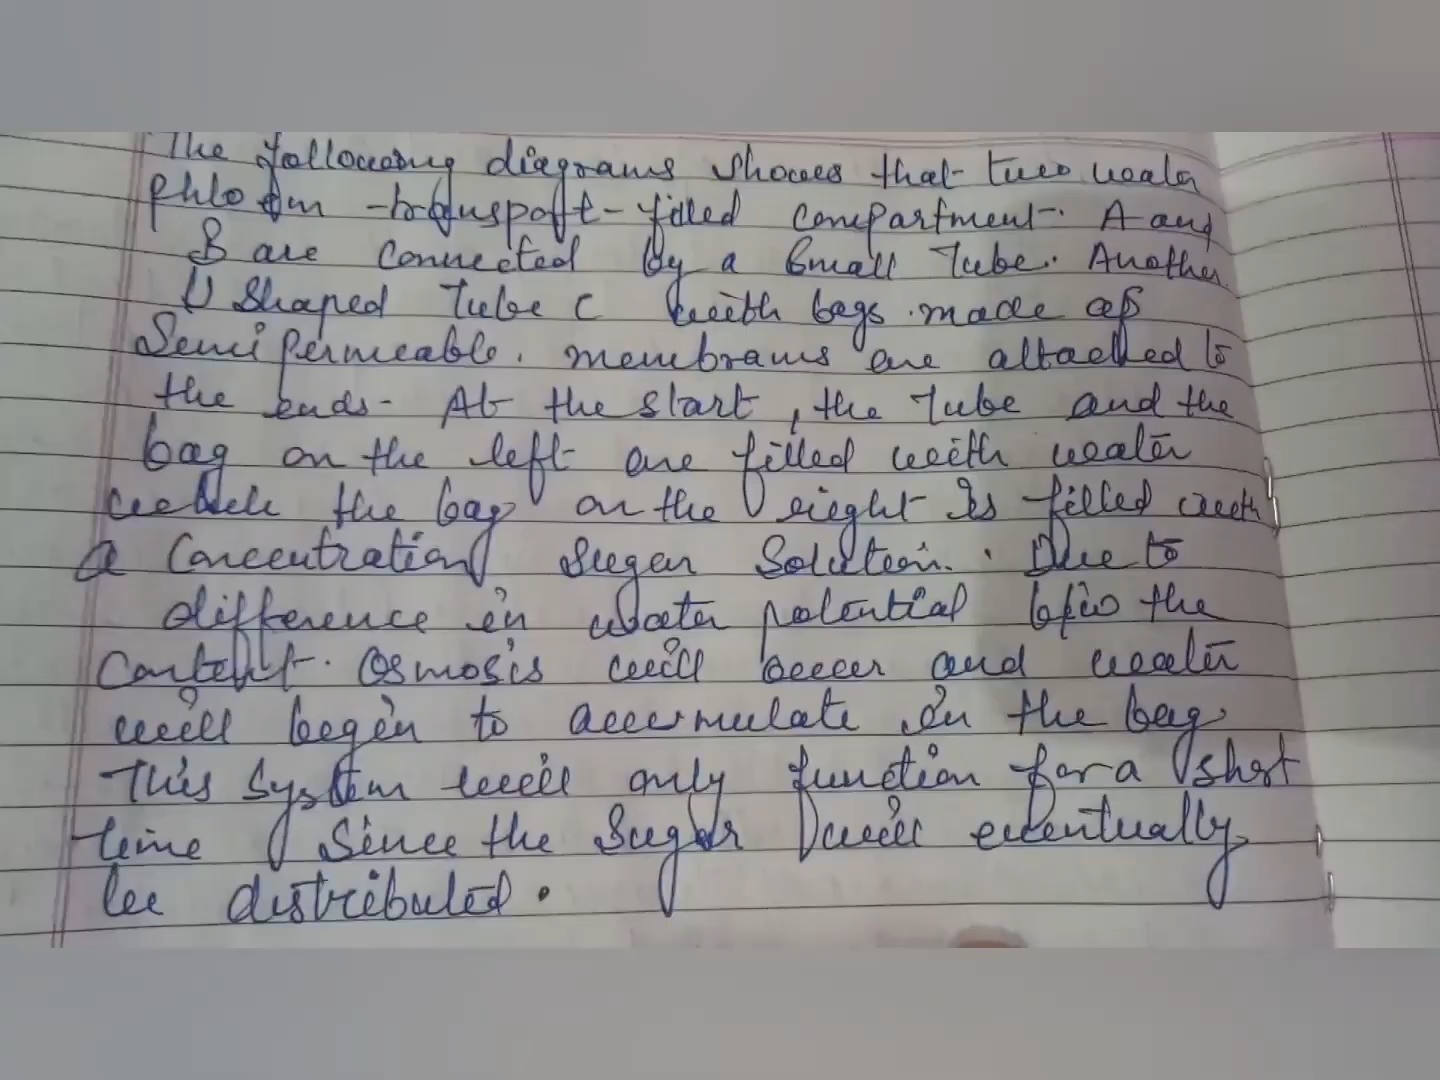 The following diagrams shows that two water
Phloem transport filled compartment. A and
B are connected by a small Tube. Another
U shaped Tube C with bags made of
Semi permeable. membrans are attached to
the ends- At the start, the Tube and the
bag on the left are filled with water
which the bag on the right is filled with
a Concentration Sugar Solution. Due to
difference in water potential b/w the
Content. Osmosis will occur and water
will begin to accumulate in the bag.
This System will only function for a short
time Since the Sugar will eventually
be distributed.